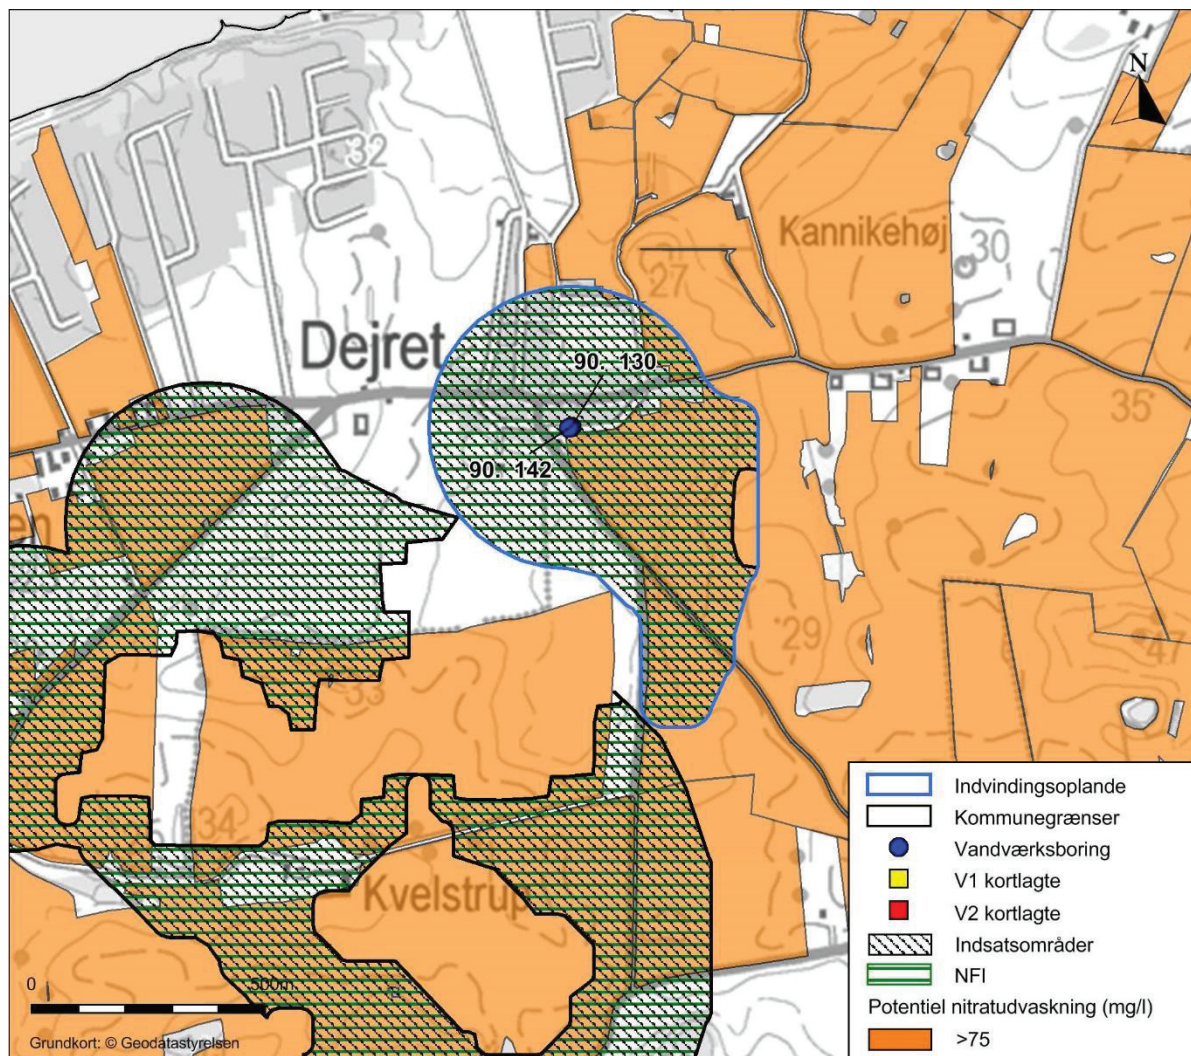 N
32
Kannikehøj
30
27
Dejret
90. 130
35
90. 142
en
29
47
33
34
Kvelstrup
Indvindingsoplande
Kommunegrænser
Vandværksboring
V1 kortlagte
V2 kortlagte
Indsatsområder
NFI
Potentiel nitratudvaskning (mg/l)
>75
0
500m
Grundkort: © Geodatastyrelsen